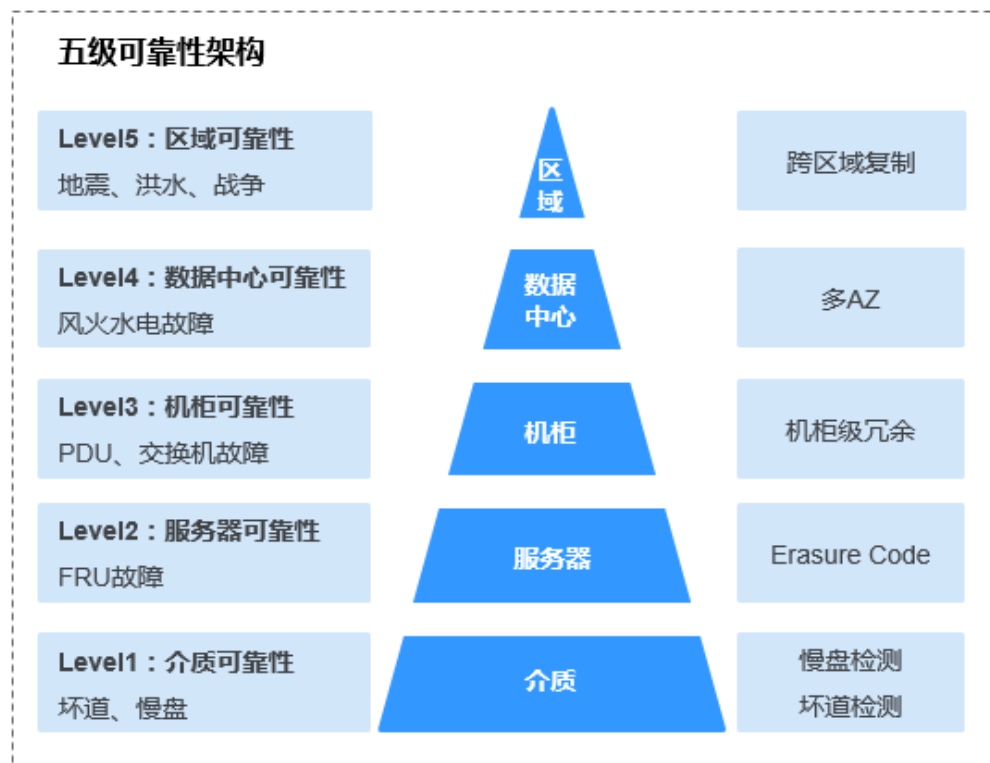 五级可靠性架构
Level5：区域可靠性
地震、洪水、战争
区
域
跨区域复制
Level4：数据中心可靠性
风火水电故障
数据
中心
多AZ
Level3：机柜可靠性
PDU、交换机故障
机柜
机柜级冗余
Level2：服务器可靠性
FRU故障
服务器
Erasure Code
Level1：介质可靠性
坏道、慢盘
介质
慢盘检测
坏道检测